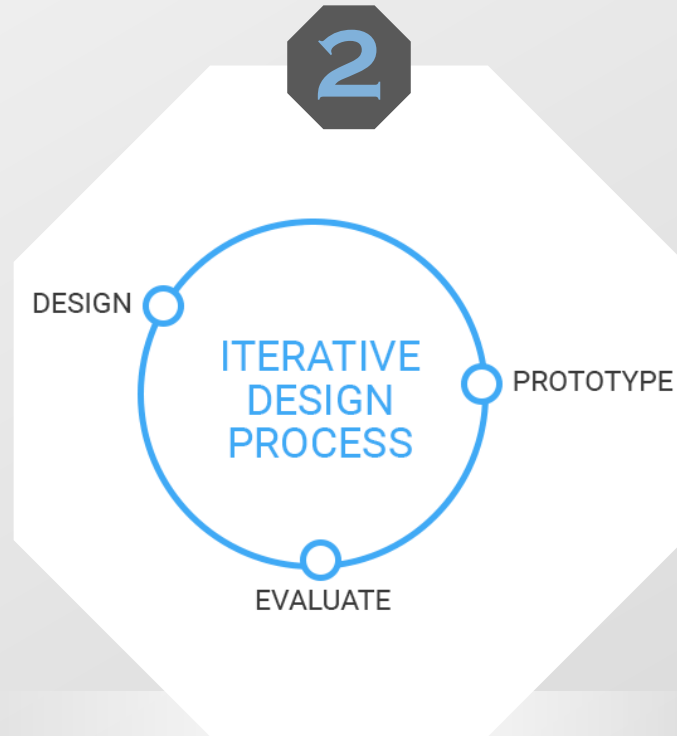 2
DESIGN
ITERATIVE
DESIGN
PROCESS
PROTOTYPE
EVALUATE